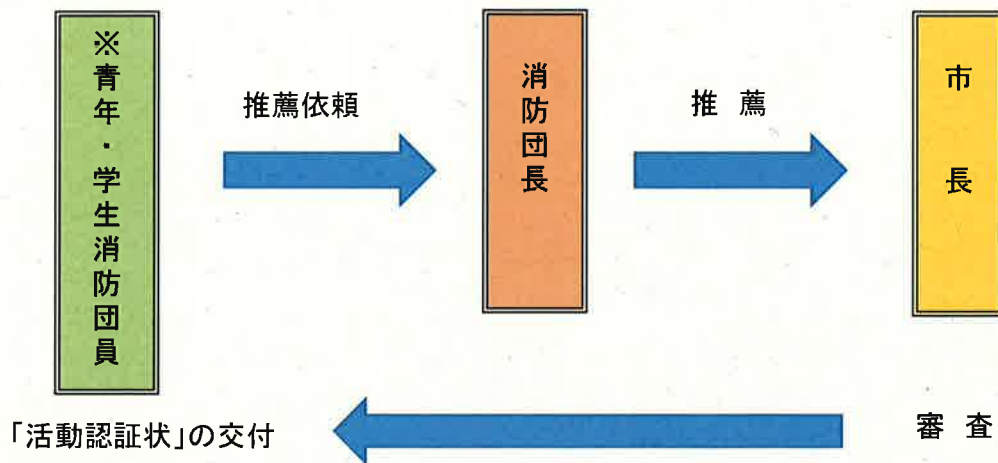 ※青年・学生消防団員
推薦依頼
消防団長
推 薦
市 長
「活動認証状」の交付
審 査